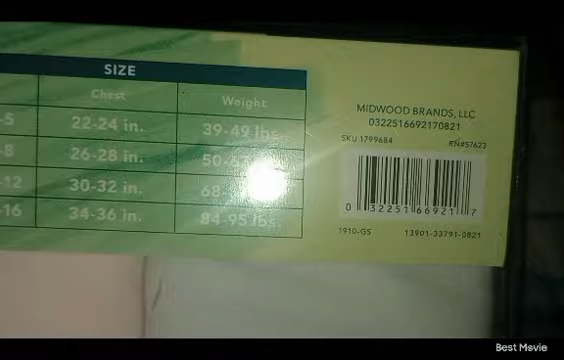 SIZE
Chest Weight
-5 22-24 in. 39-49 lbs.
-8 26-28 in. 50-
-12 30-32 in. 68-
-16 34-36 in. 84-95 lbs.
MIDWOOD BRANDS, LLC
0322516692170821
SKU 1799684 RN#57623
0 32251 66921 7
1910-GS 13901-33791-0821
Best Movie